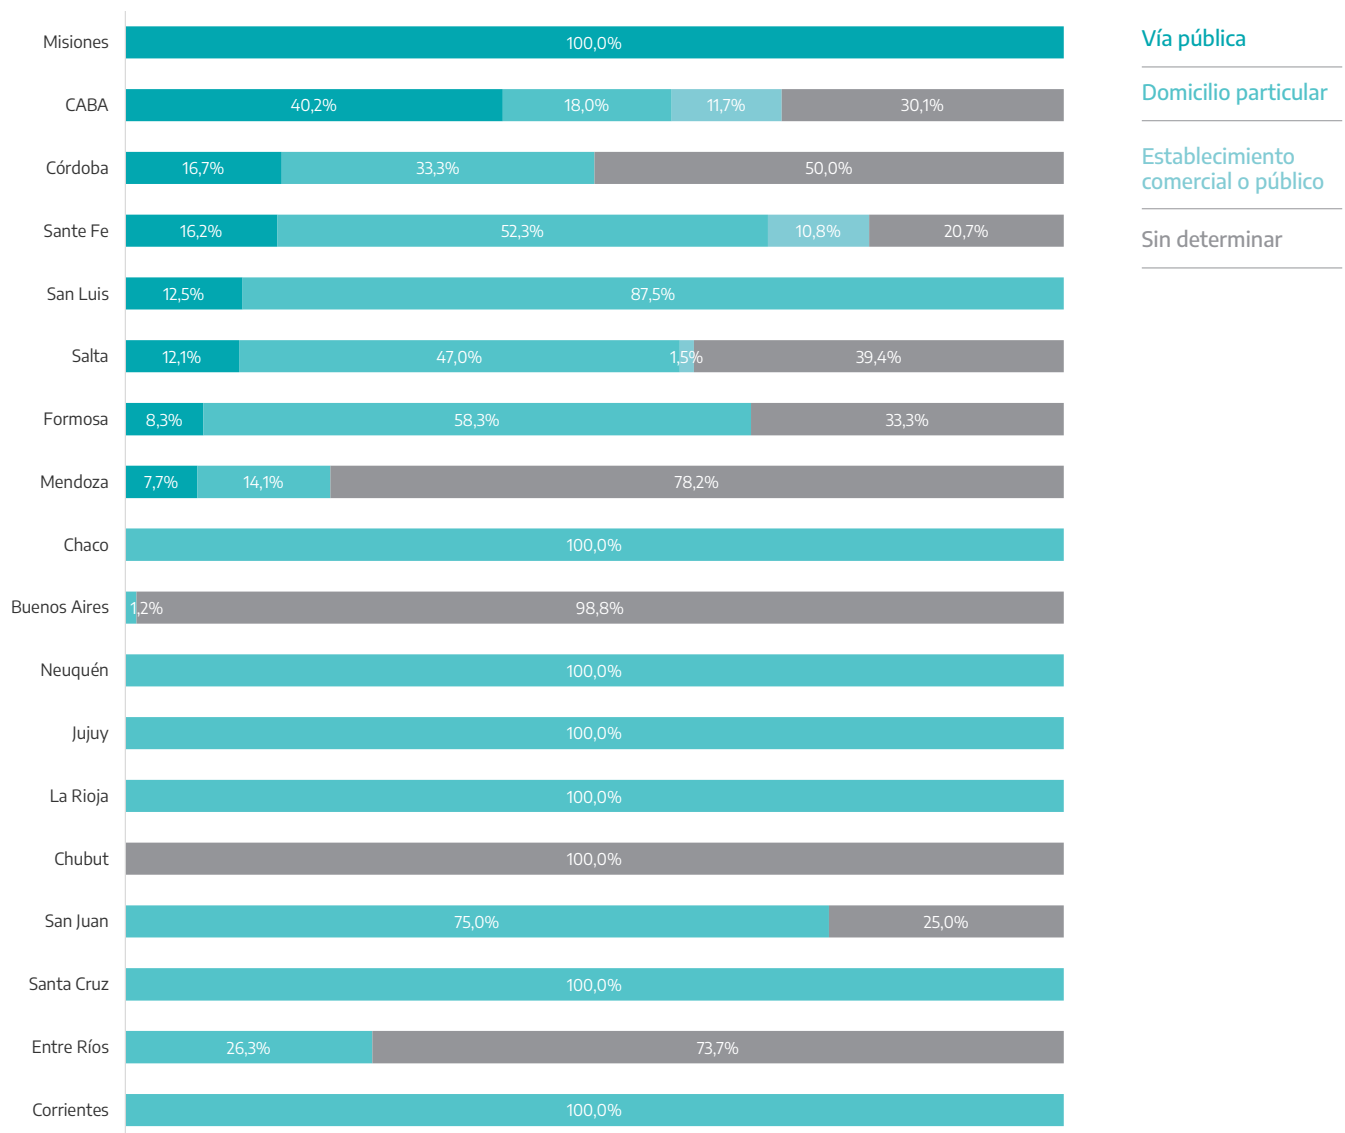 Misiones
100,0%
CABA
40,2% 18,0% 11,7% 30,1%
Córdoba
16,7% 33,3% 50,0%
Sante Fe
16,2% 52,3% 10,8% 20,7%
San Luis
12,5% 87,5%
Salta
12,1% 47,0% 1,5% 39,4%
Formosa
8,3% 58,3% 33,3%
Mendoza
7,7% 14,1% 78,2%
Chaco
100,0%
Buenos Aires
1,2% 98,8%
Neuquén
100,0%
Jujuy
100,0%
La Rioja
100,0%
Chubut
100,0%
San Juan
75,0% 25,0%
Santa Cruz
100,0%
Entre Ríos
26,3% 73,7%
Corrientes
100,0%
Vía pública
Domicilio particular
Establecimiento
comercial o público
Sin determinar